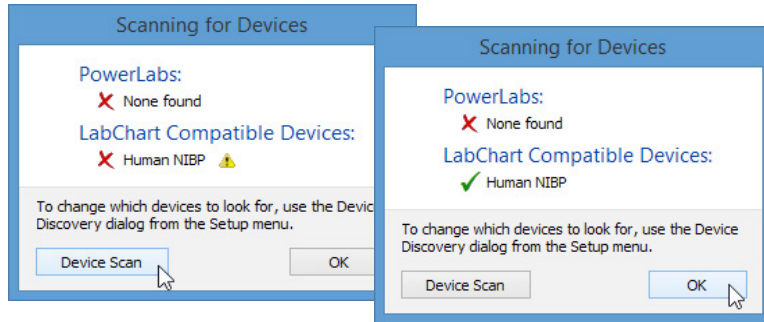 Scanning for Devices
PowerLabs:
None found
LabChart Compatible Devices:
Human NIBP
To change which devices to look for, use the Devic
Discovery dialog from the Setup menu.
Device Scan
OK
Scanning for Devices
PowerLabs:
None found
LabChart Compatible Devices:
Human NIBP
To change which devices to look for, use the Device
Discovery dialog from the Setup menu.
Device Scan
OK